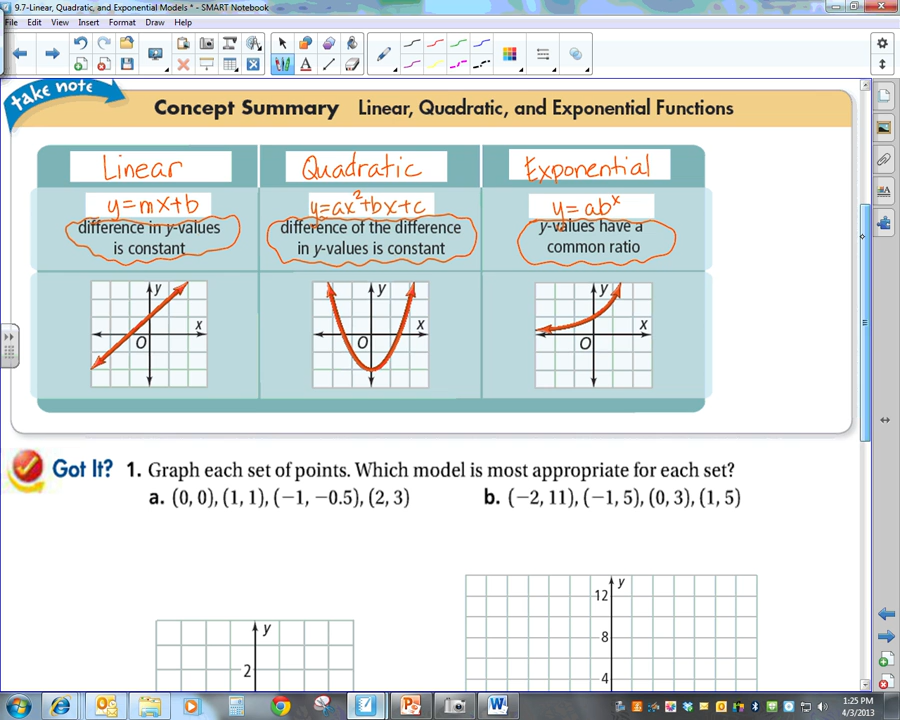 9.7-Linear, Quadratic, and Exponential Models * - SMART Notebook
File Edit View Insert Format Draw Help
take note
Concept Summary Linear, Quadratic, and Exponential Functions
Linear Quadratic Exponential
y=mx+b y=ax²+bx+c y=abˣ
difference in y-values difference of the difference y-values have a
is constant in y-values is constant common ratio
y y y
x x x
O O O
Got It? 1. Graph each set of points. Which model is most appropriate for each set?
a. (0, 0), (1, 1), (−1, −0.5), (2, 3) b. (−2, 11), (−1, 5), (0, 3), (1, 5)
y
12
y
8
2
4
1:25 PM
4/3/2013